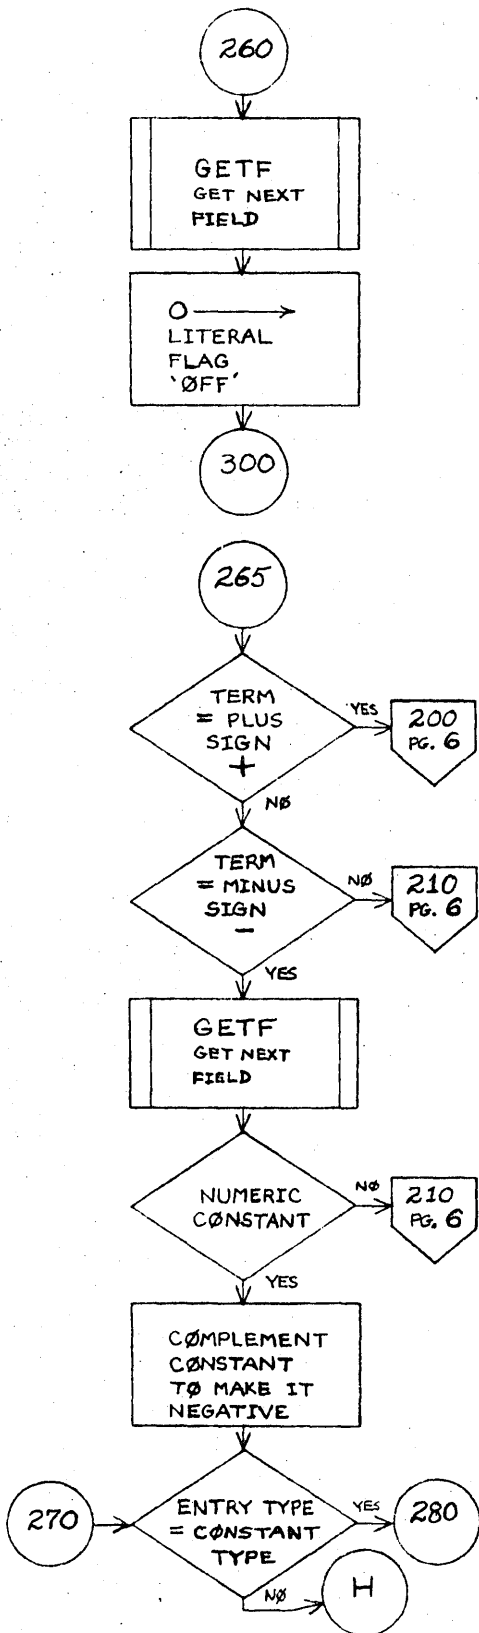 260
GETF
GET NEXT
FIELD
O
LITERAL
FLAG
'ØFF'
300
265
TERM
= PLUS
SIGN
+
YES
200
PG. 6
NØ
TERM
= MINUS
SIGN
-
NØ
210
PG. 6
YES
GETF
GET NEXT
FIELD
NUMERIC
CØNSTANT
NØ
210
PG. 6
YES
CØMPLEMENT
CØNSTANT
TØ MAKE IT
NEGATIVE
270
ENTRY TYPE
= CØNSTANT
TYPE
YES
280
NØ
H